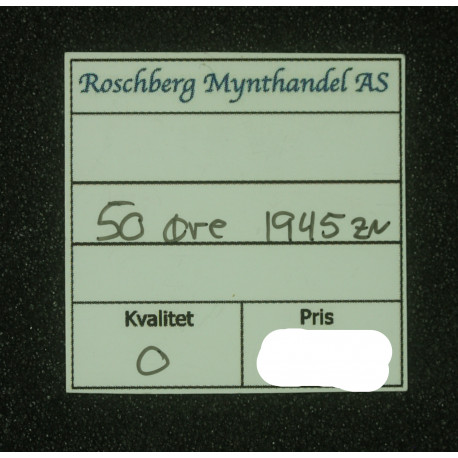 Roschberg Mynthandel AS
50 Øre 1945 ZN
Kvalitet Pris
0